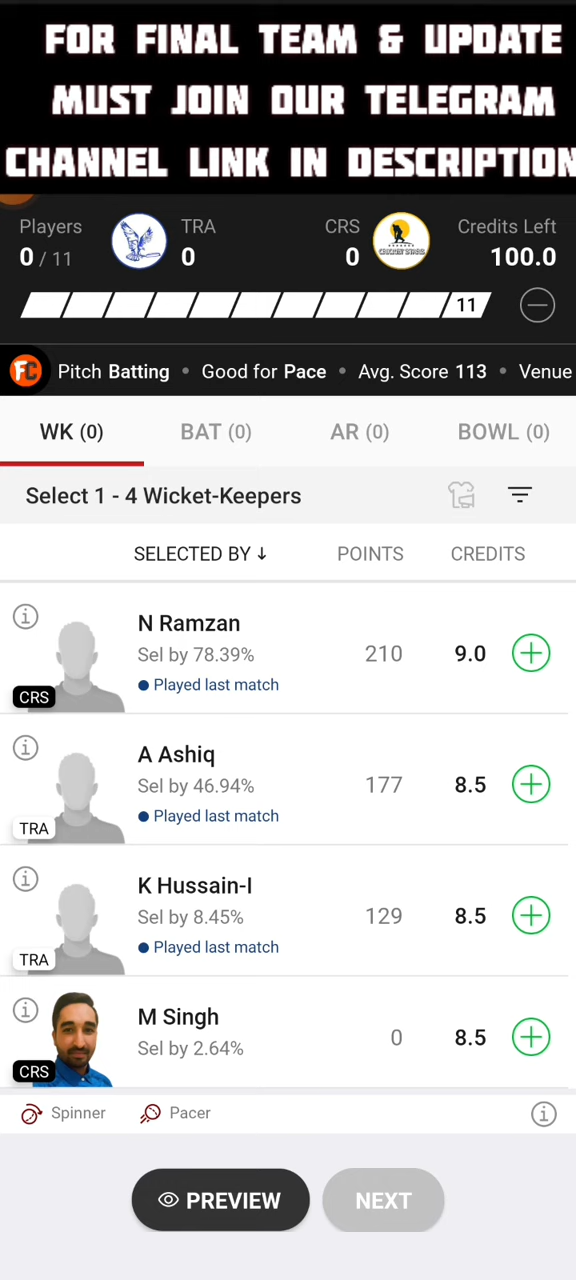 FOR FINAL TEAM & UPDATE
MUST JOIN OUR TELEGRAM
CHANNEL LINK IN DESCRIPTION
Players TRA CRS Credits Left
0 / 11 0 0 100.0
11
FC Pitch Batting • Good for Pace • Avg. Score 113 • Venue
WK (0) BAT (0) AR (0) BOWL (0)
Select 1 - 4 Wicket-Keepers
SELECTED BY ↓ POINTS CREDITS
N Ramzan
Sel by 78.39% 210 9.0
Played last match
CRS
A Ashiq
Sel by 46.94% 177 8.5
Played last match
TRA
K Hussain-I
Sel by 8.45% 129 8.5
Played last match
TRA
M Singh
Sel by 2.64% 0 8.5
CRS
Spinner Pacer
PREVIEW NEXT